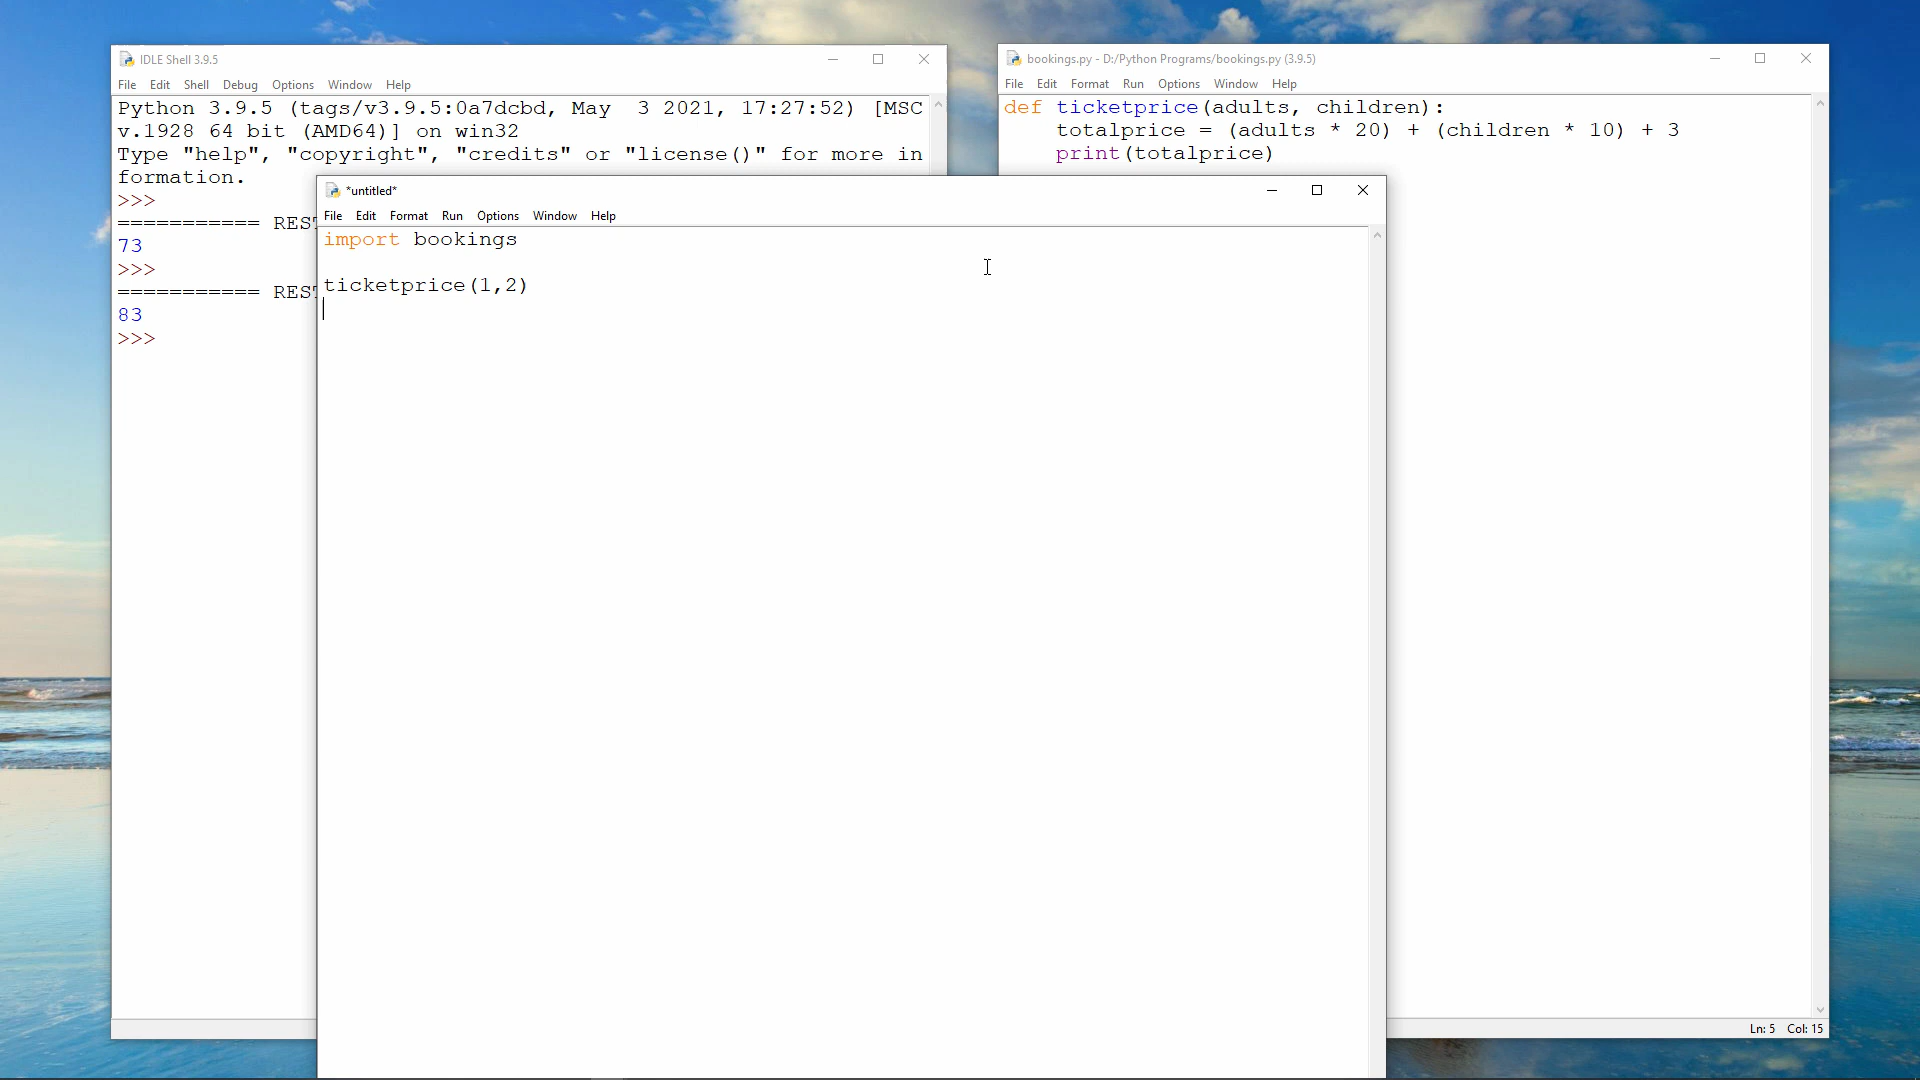 IDLE Shell 3.9.5
File Edit Shell Debug Options Window Help
Python 3.9.5 (tags/v3.9.5:0a7dcbd, May  3 2021, 17:27:52) [MSC
v.1928 64 bit (AMD64)] on win32
Type "help", "copyright", "credits" or "license()" for more in
formation.
>>>
=========== REST
73
>>>
=========== REST
83
>>>
bookings.py - D:/Python Programs/bookings.py (3.9.5)
File Edit Format Run Options Window Help
def ticketprice(adults, children):
    totalprice = (adults * 20) + (children * 10) + 3
    print(totalprice)
Ln: 5 Col: 15
*untitled*
File Edit Format Run Options Window Help
import bookings
ticketprice(1,2)